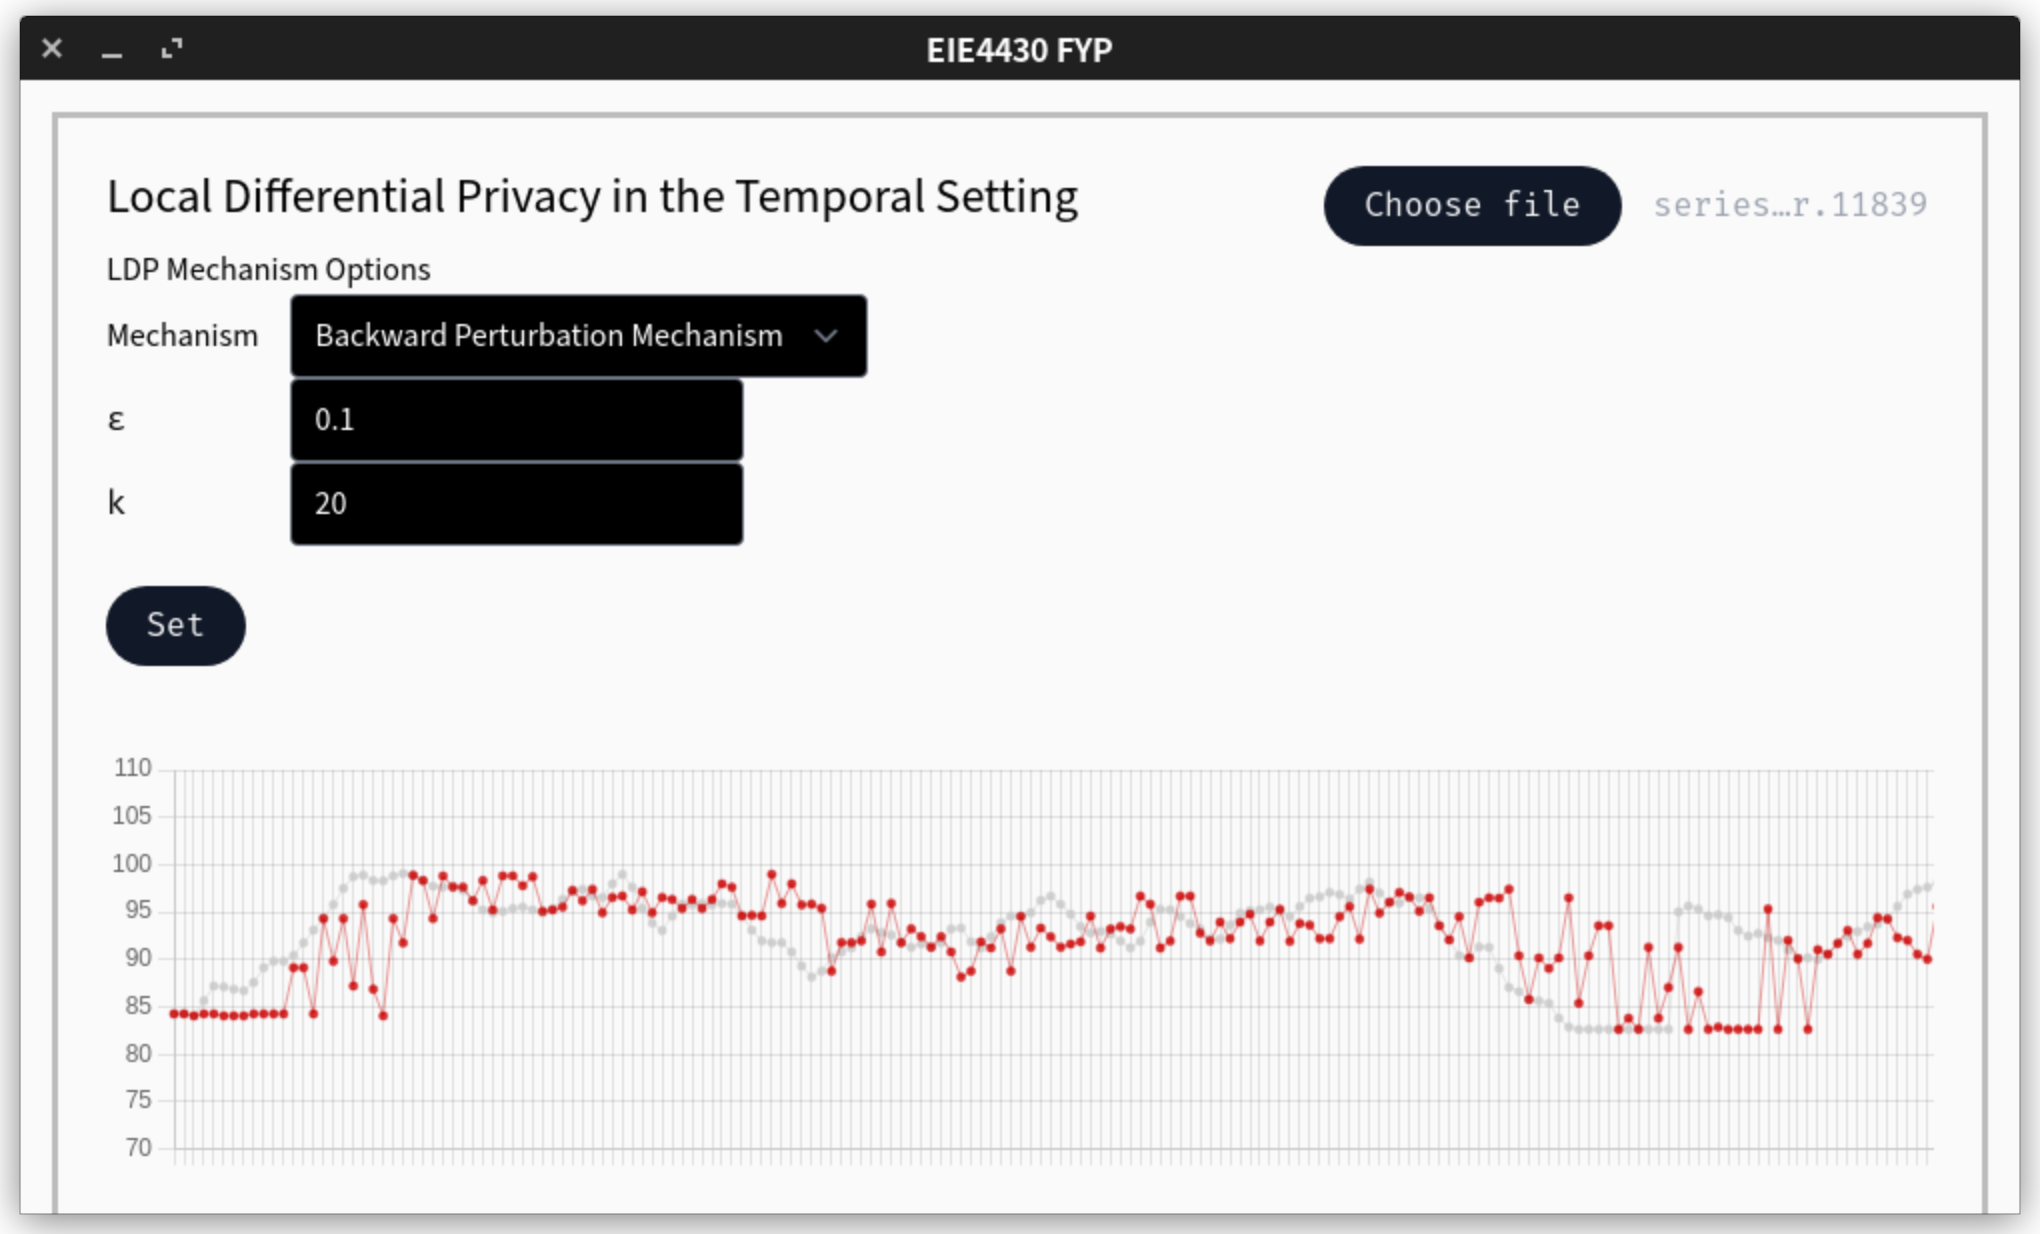 EIE4430 FYP
Local Differential Privacy in the Temporal Setting
Choose file
series…r.11839
LDP Mechanism Options
Mechanism
Backward Perturbation Mechanism
ε
0.1
k
20
Set
110
105
100
95
90
85
80
75
70